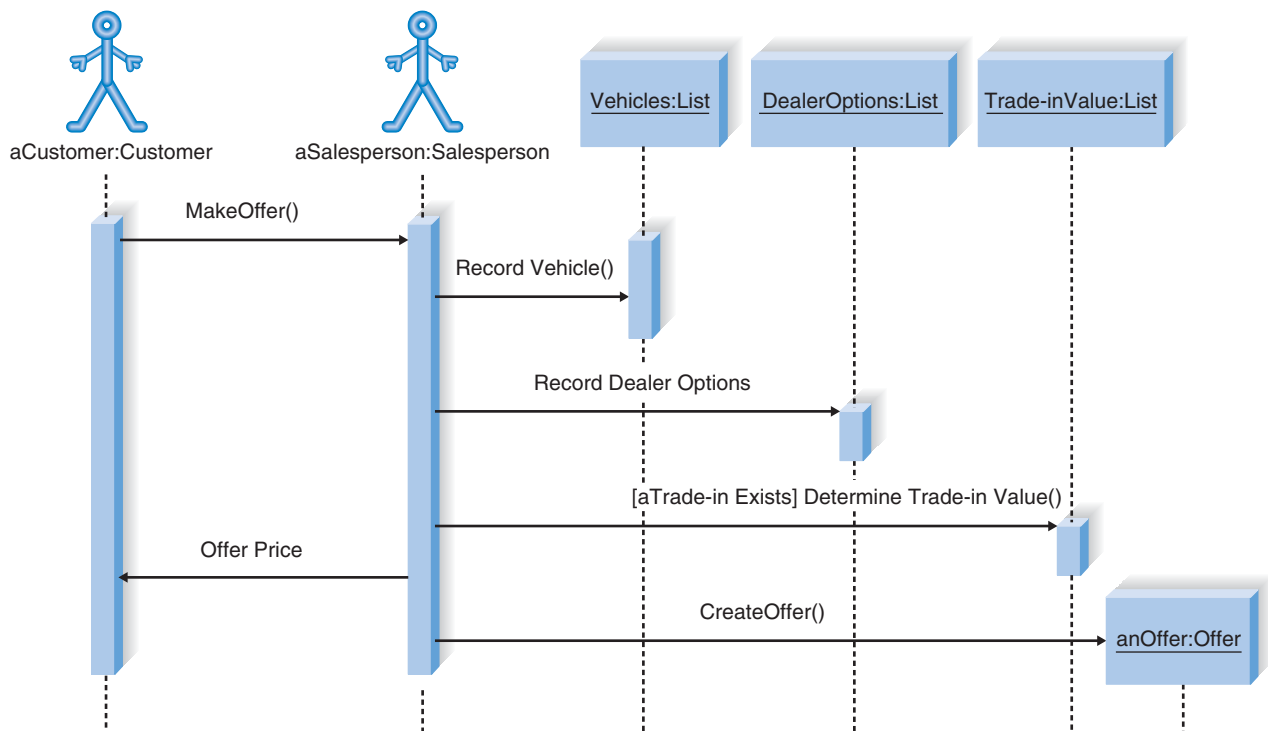 Vehicles:List
DealerOptions:List
Trade-inValue:List
aCustomer:Customer
aSalesperson:Salesperson
MakeOffer()
Record Vehicle()
Record Dealer Options
[aTrade-in Exists] Determine Trade-in Value()
Offer Price
CreateOffer()
anOffer:Offer